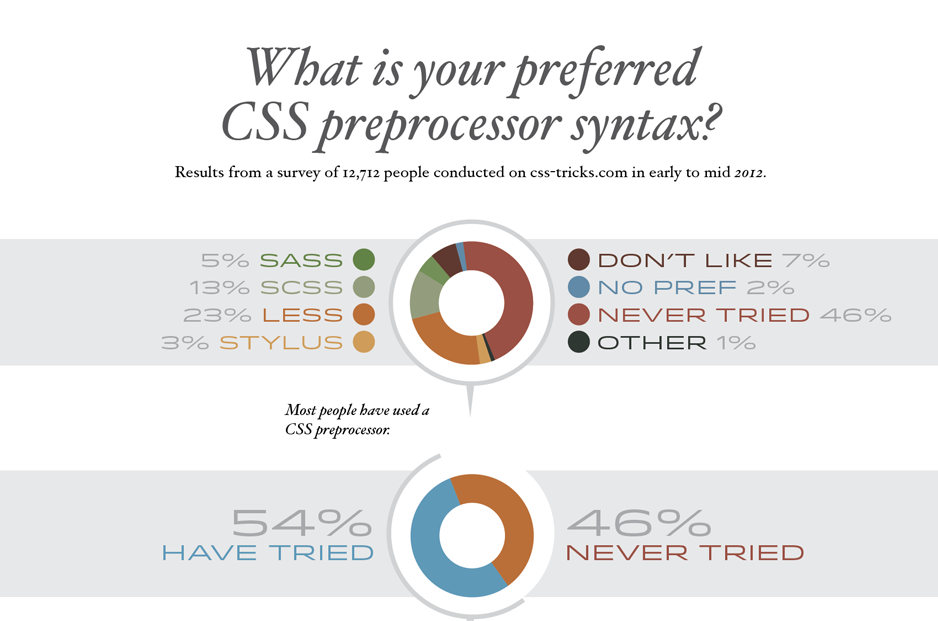 What is your preferred
CSS preprocessor syntax?
Results from a survey of 12,712 people conducted on css-tricks.com in early to mid 2012.
5% SASS
13% SCSS
23% LESS
3% STYLUS
DON'T LIKE 7%
NO PREF 2%
NEVER TRIED 46%
OTHER 1%
Most people have used a
CSS preprocessor.
54%
HAVE TRIED
46%
NEVER TRIED